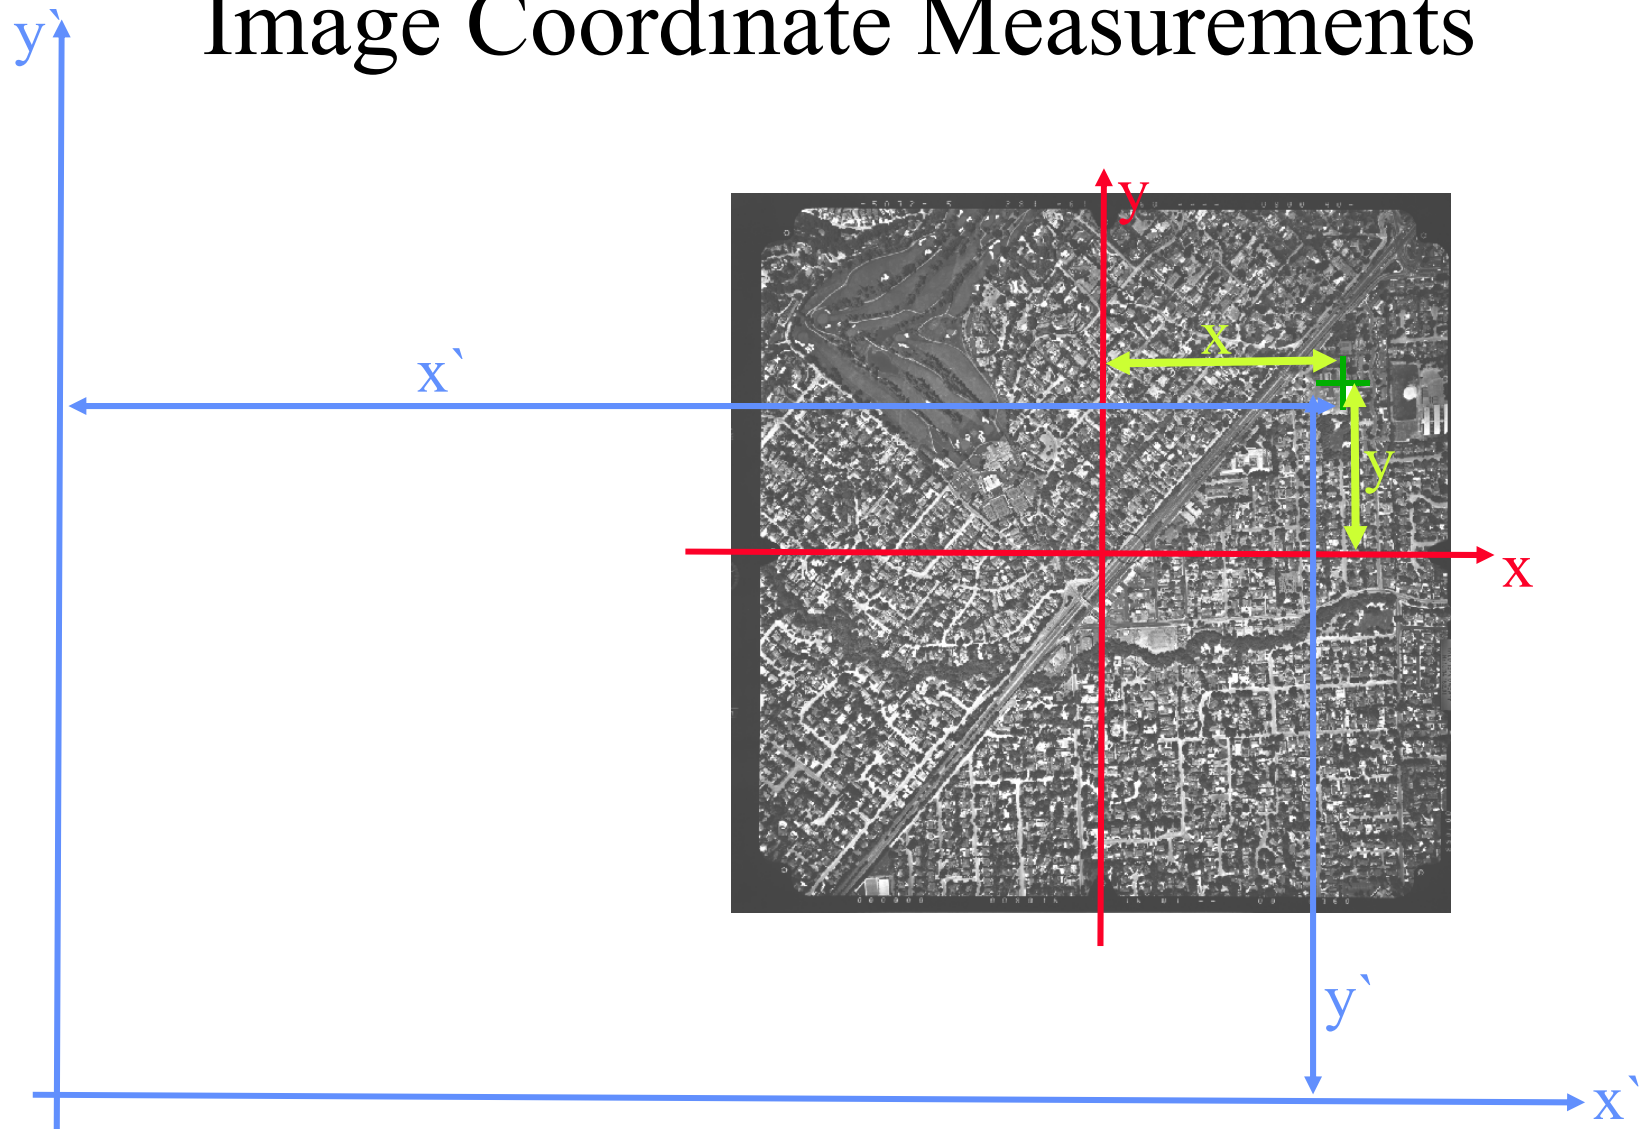 Image Coordinate Measurements
y`
y
x
x`
y
x
y`
x`